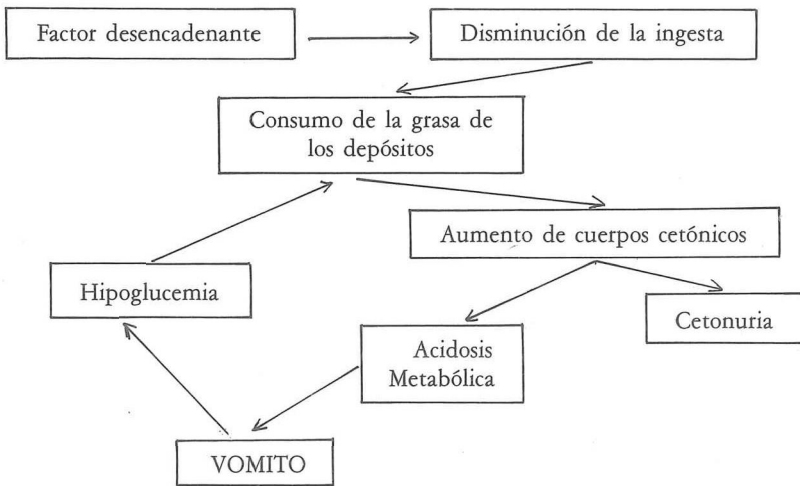 Factor desencadenante
Disminución de la ingesta
Consumo de la grasa de
los depósitos
Aumento de cuerpos cetónicos
Hipoglucemia
Cetonuria
Acidosis
Metabólica
VOMITO